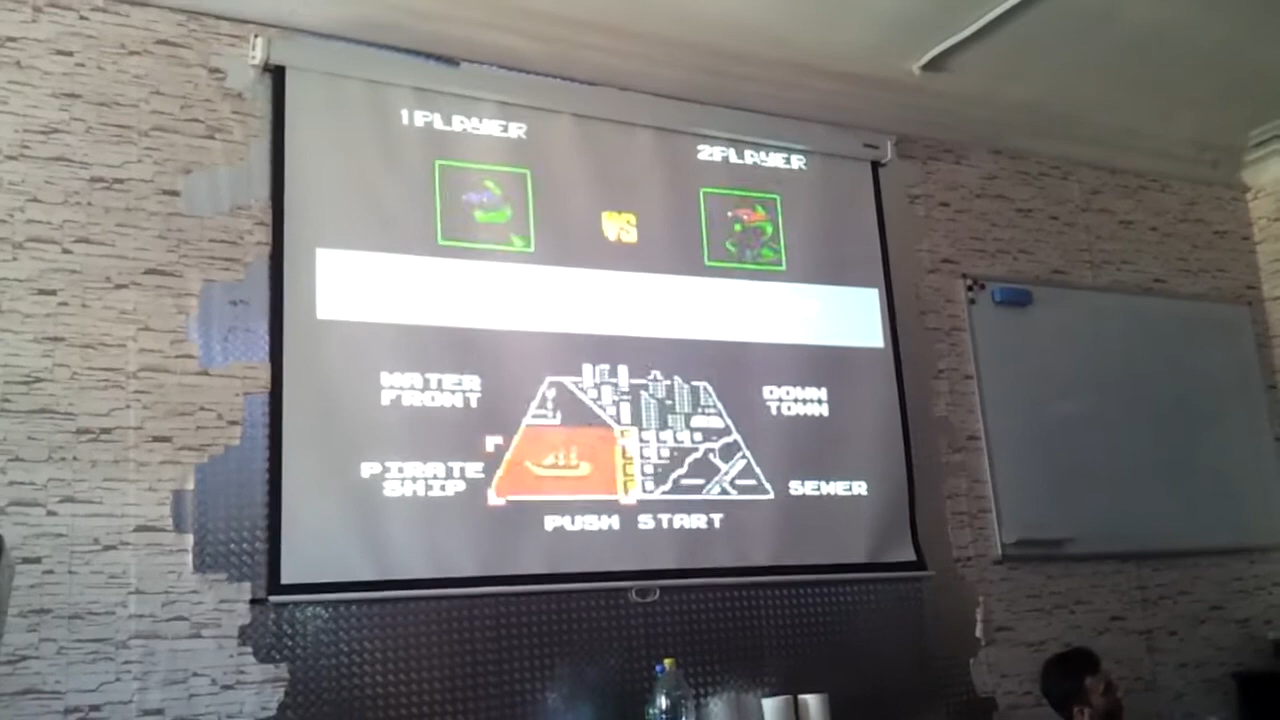 1PLAYER
2PLAYER
VS
WATER
FRONT
DOWN
TOWN
PIRATE
SHIP
SEWER
PUSH START